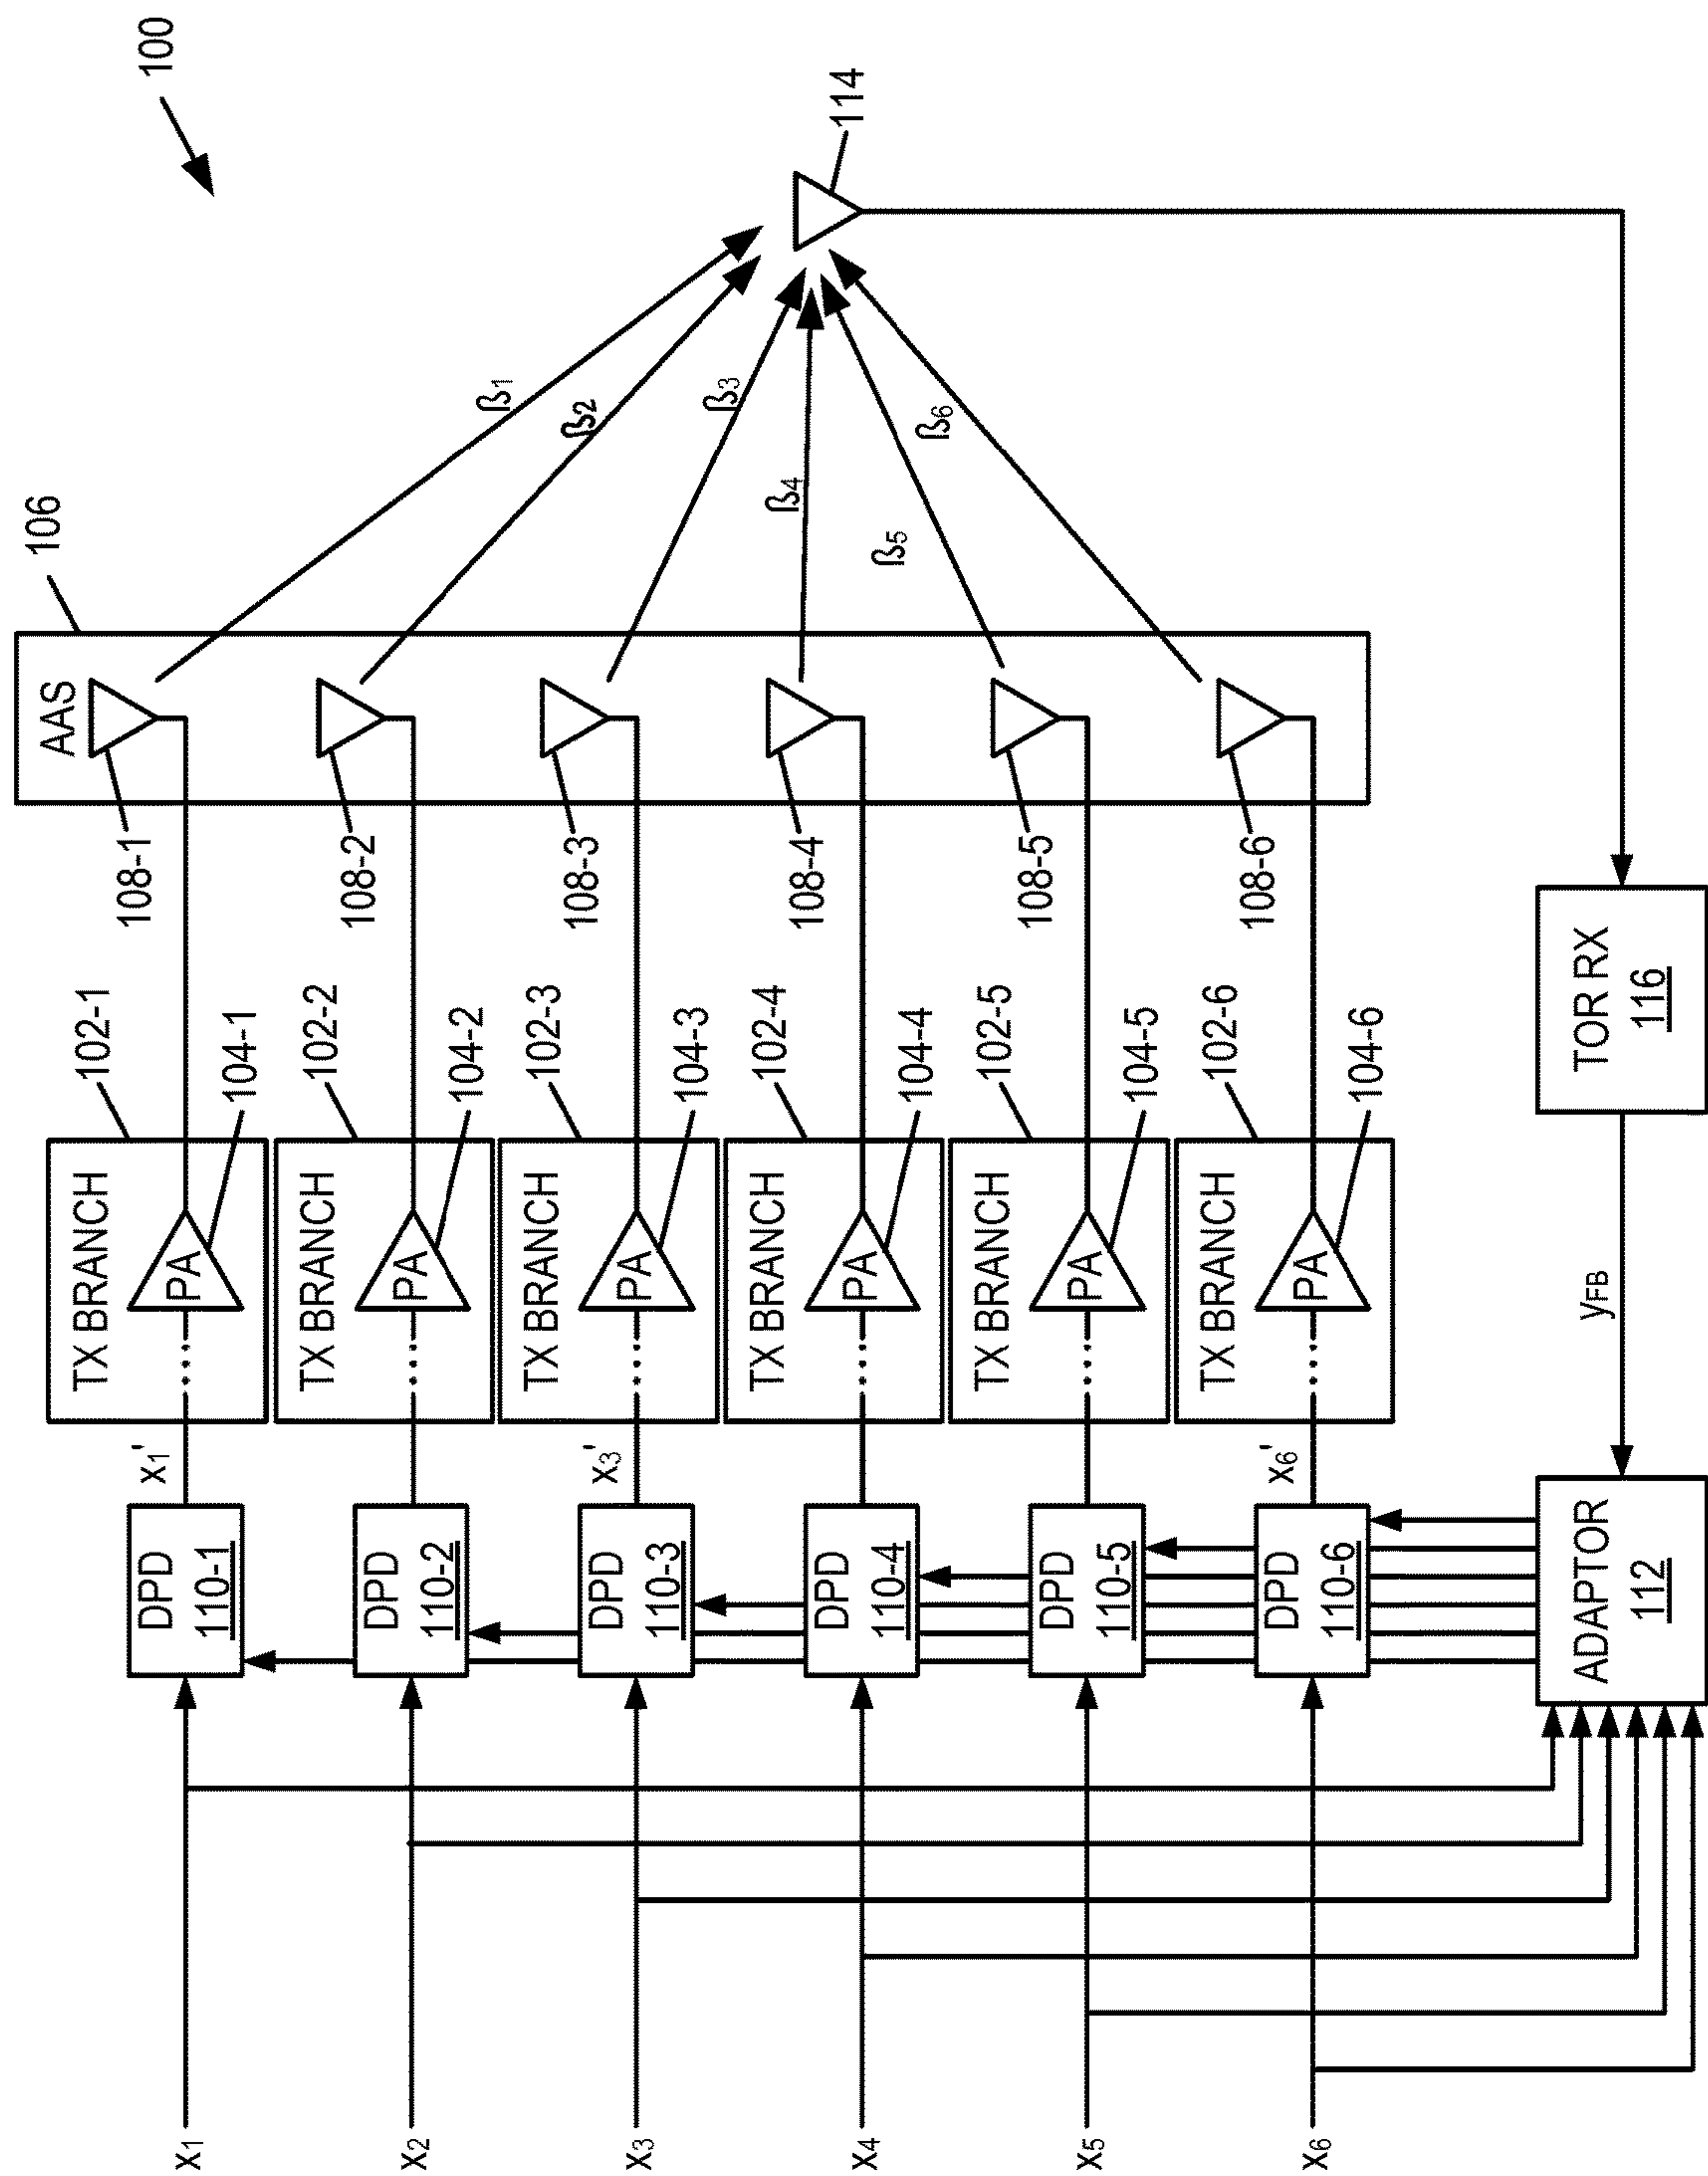 100
106
AAS
108-1
108-2
108-3
108-4
108-5
108-6
ß1
ß2
ß3
ß4
ß5
ß6
114
x1
DPD
110-1
x1'
TX BRANCH
PA
102-1
104-1
x2
DPD
110-2
TX BRANCH
PA
102-2
104-2
x3
DPD
110-3
x3'
TX BRANCH
PA
102-3
104-3
x4
DPD
110-4
TX BRANCH
PA
102-4
104-4
x5
DPD
110-5
TX BRANCH
PA
102-5
104-5
x6
DPD
110-6
x6'
TX BRANCH
PA
102-6
104-6
ADAPTOR
112
yFB
TOR RX
116